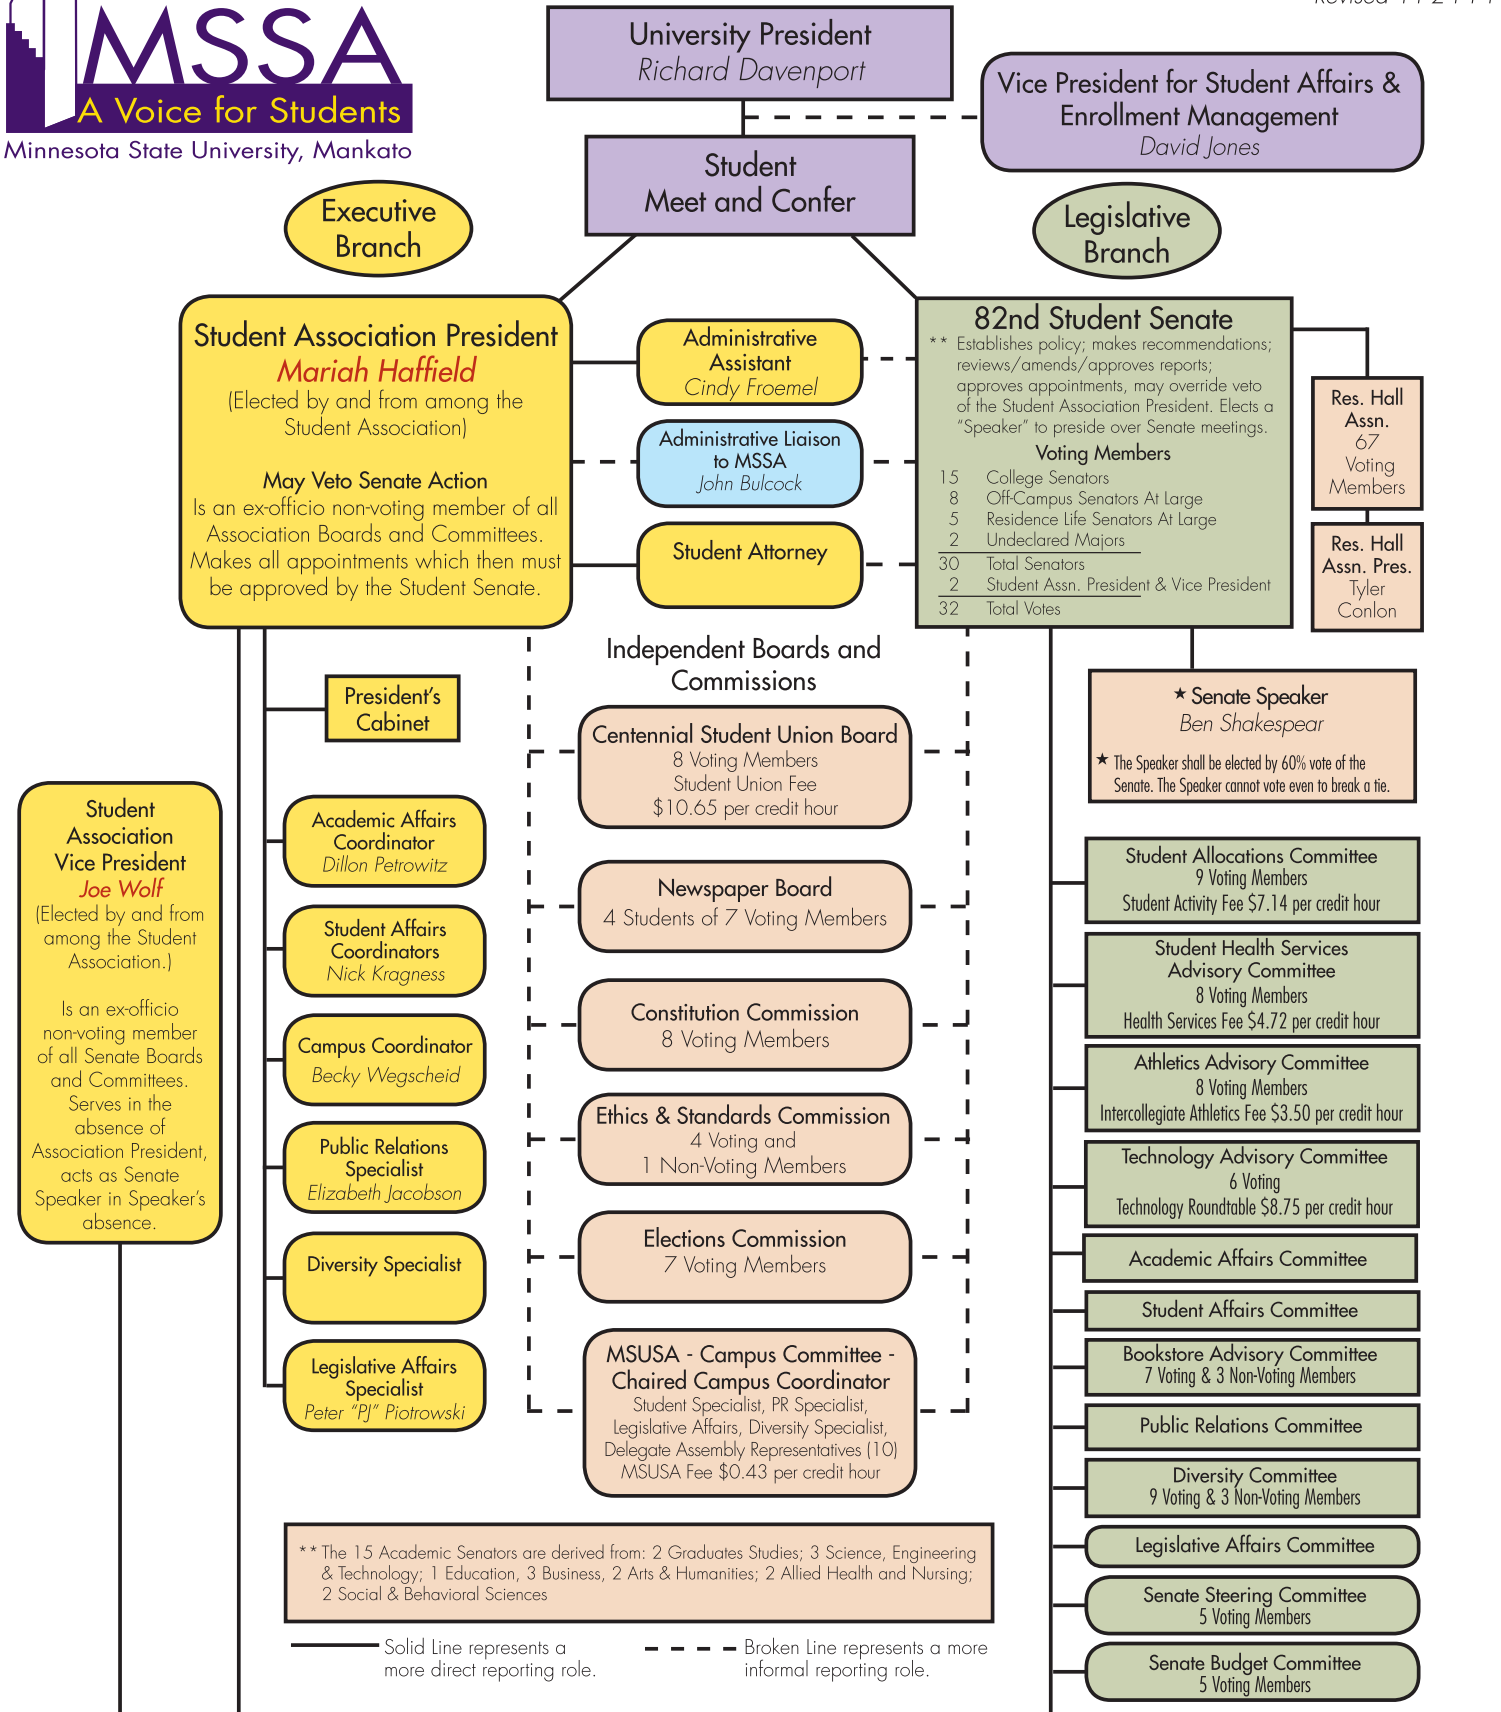 MSSA
A Voice for Students
Minnesota State University, Mankato
University President
Richard Davenport
Vice President for Student Affairs &
Enrollment Management
David Jones
Student
Meet and Confer
Executive
Branch
Legislative
Branch
Student Association President
Mariah Haffield
(Elected by and from among the
Student Association)
May Veto Senate Action
Is an ex-officio non-voting member of all
Association Boards and Committees.
Makes all appointments which then must
be approved by the Student Senate.
Administrative
Assistant
Cindy Froemel
Administrative Liaison
to MSSA
John Bulcock
Student Attorney
82nd Student Senate
** Establishes policy; makes recommendations;
reviews/amends/approves reports;
approves appointments, may override veto
of the Student Association President. Elects a
“Speaker” to preside over Senate meetings.
Voting Members
15 College Senators
8 Off-Campus Senators At Large
5 Residence Life Senators At Large
2 Undeclared Majors
30 Total Senators
2 Student Assn. President & Vice President
32 Total Votes
Res. Hall
Assn.
67
Voting
Members
Res. Hall
Assn. Pres.
Tyler
Conlon
President’s
Cabinet
Independent Boards and
Commissions
★ Senate Speaker
Ben Shakespear
★ The Speaker shall be elected by 60% vote of the
Senate. The Speaker cannot vote even to break a tie.
Student
Association
Vice President
Joe Wolf
(Elected by and from
among the Student
Association.)
Is an ex-officio
non-voting member
of all Senate Boards
and Committees.
Serves in the
absence of
Association President,
acts as Senate
Speaker in Speaker’s
absence.
Academic Affairs
Coordinator
Dillon Petrowitz
Student Affairs
Coordinators
Nick Kragness
Campus Coordinator
Becky Wegscheid
Public Relations
Specialist
Elizabeth Jacobson
Diversity Specialist
Legislative Affairs
Specialist
Peter “PJ” Piotrowski
Centennial Student Union Board
8 Voting Members
Student Union Fee
$10.65 per credit hour
Newspaper Board
4 Students of 7 Voting Members
Constitution Commission
8 Voting Members
Ethics & Standards Commission
4 Voting and
1 Non-Voting Members
Elections Commission
7 Voting Members
MSUSA - Campus Committee -
Chaired Campus Coordinator
Student Specialist, PR Specialist,
Legislative Affairs, Diversity Specialist,
Delegate Assembly Representatives (10)
MSUSA Fee $0.43 per credit hour
Student Allocations Committee
9 Voting Members
Student Activity Fee $7.14 per credit hour
Student Health Services
Advisory Committee
8 Voting Members
Health Services Fee $4.72 per credit hour
Athletics Advisory Committee
8 Voting Members
Intercollegiate Athletics Fee $3.50 per credit hour
Technology Advisory Committee
6 Voting
Technology Roundtable $8.75 per credit hour
Academic Affairs Committee
Student Affairs Committee
Bookstore Advisory Committee
7 Voting & 3 Non-Voting Members
Public Relations Committee
Diversity Committee
9 Voting & 3 Non-Voting Members
Legislative Affairs Committee
Senate Steering Committee
5 Voting Members
Senate Budget Committee
5 Voting Members
** The 15 Academic Senators are derived from: 2 Graduates Studies; 3 Science, Engineering
& Technology; 1 Education, 3 Business, 2 Arts & Humanities; 2 Allied Health and Nursing;
2 Social & Behavioral Sciences
Solid Line represents a
more direct reporting role.
Broken Line represents a more
informal reporting role.